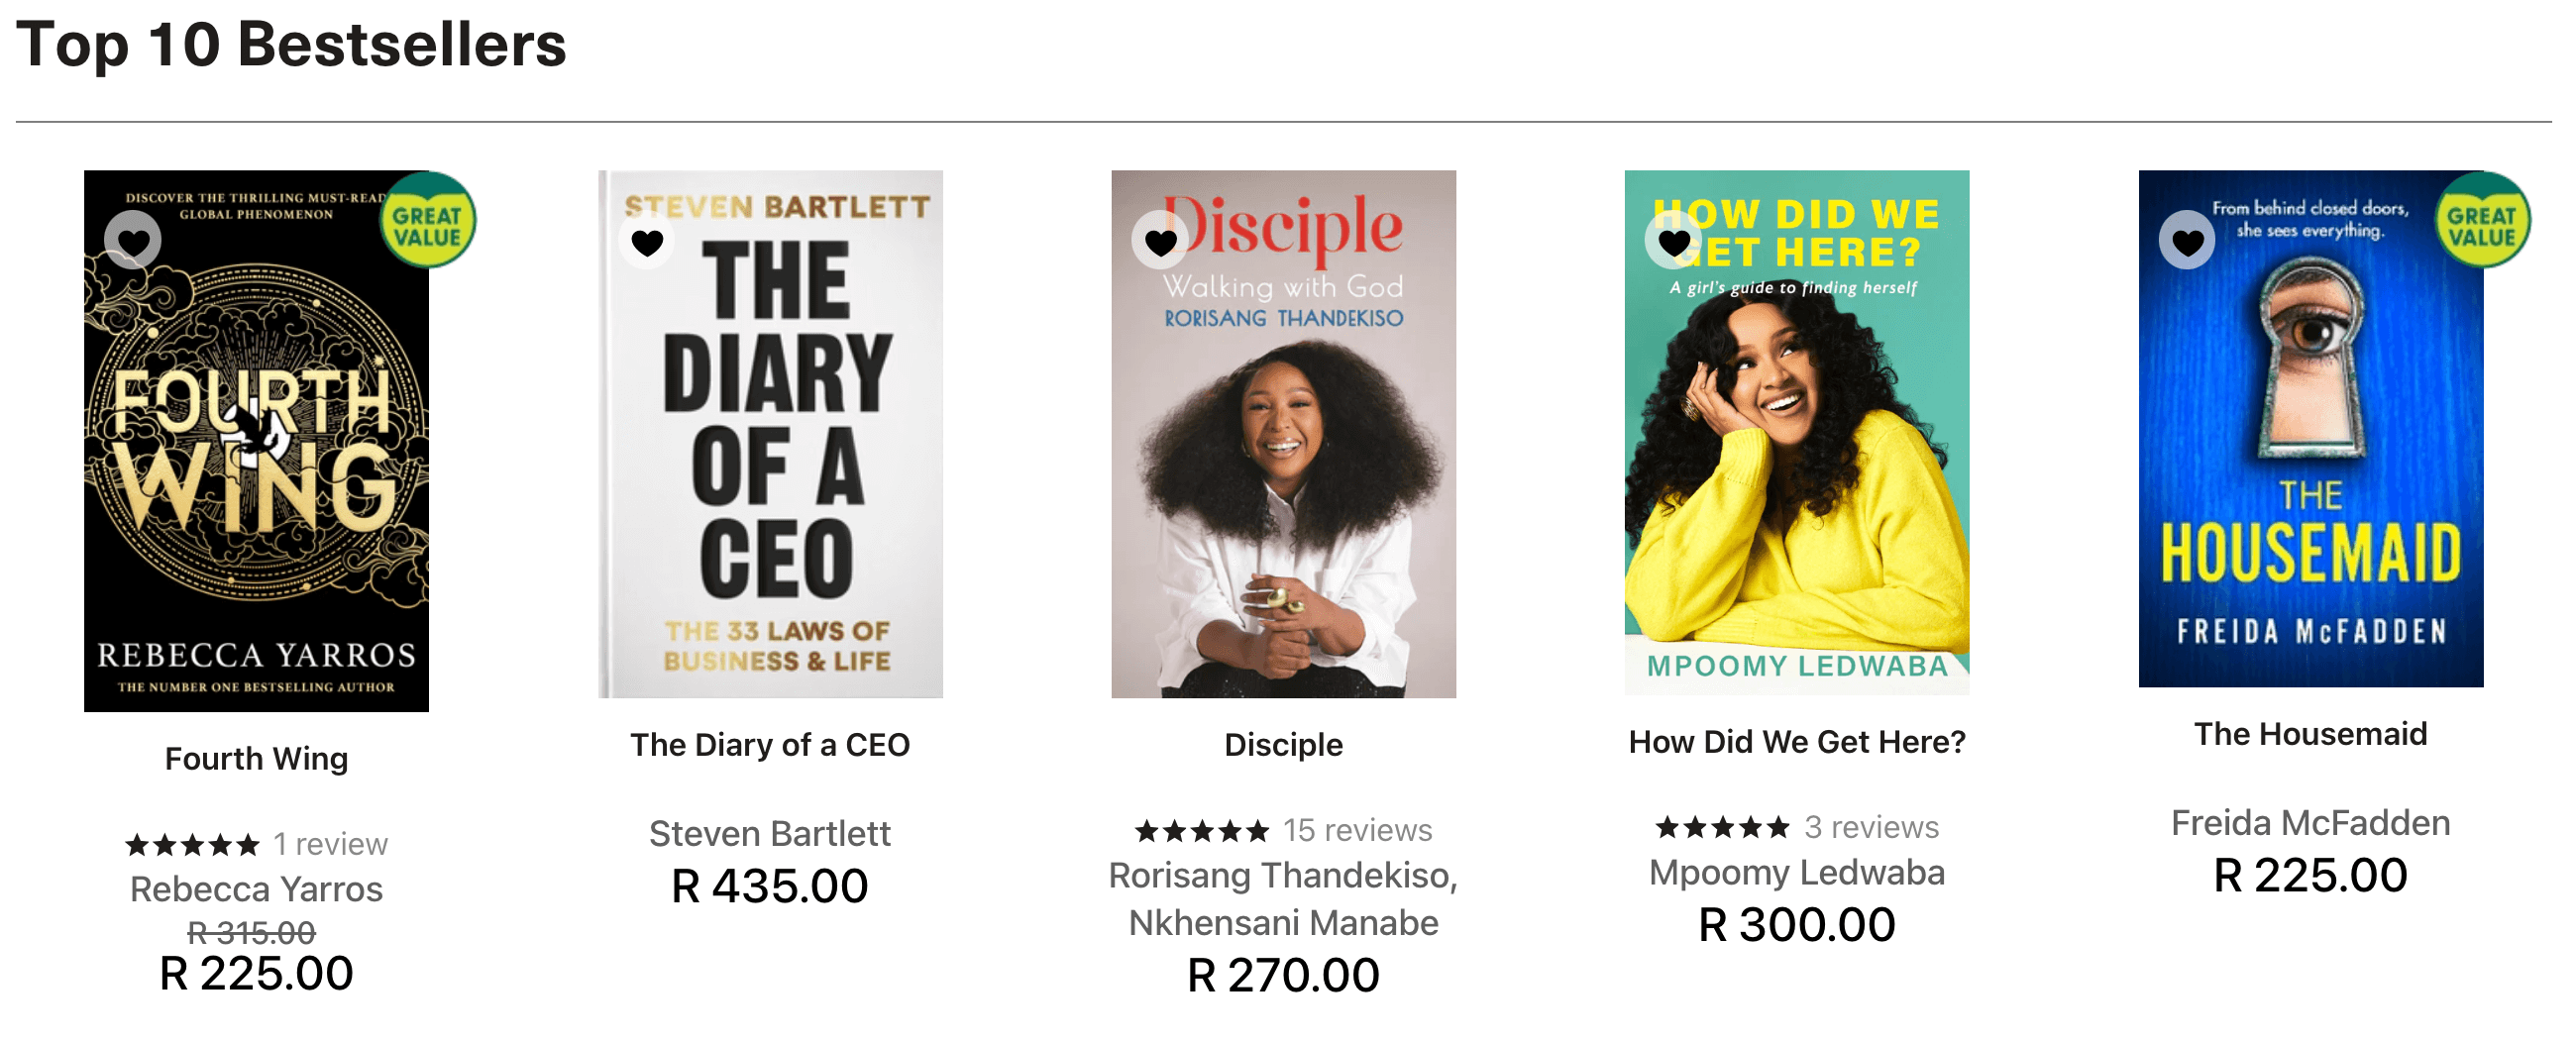 Top 10 Bestsellers
DISCOVER THE THRILLING MUST-READ
GLOBAL PHENOMENON
GREAT
VALUE
FOURTH
WING
REBECCA YARROS
THE NUMBER ONE BESTSELLING AUTHOR
Fourth Wing
1 review
Rebecca Yarros
R 315.00
R 225.00
STEVEN BARTLETT
THE
DIARY
OF A
CEO
THE 33 LAWS OF
BUSINESS & LIFE
The Diary of a CEO
Steven Bartlett
R 435.00
Disciple
Walking with God
RORISANG THANDEKISO
Disciple
15 reviews
Rorisang Thandekiso,
Nkhensani Manabe
R 270.00
HOW DID WE
GET HERE?
A girl's guide to finding herself
MPOOMY LEDWABA
How Did We Get Here?
3 reviews
Mpoomy Ledwaba
R 300.00
From behind closed doors,
she sees everything.
GREAT
VALUE
THE
HOUSEMAID
FREIDA McFADDEN
The Housemaid
Freida McFadden
R 225.00